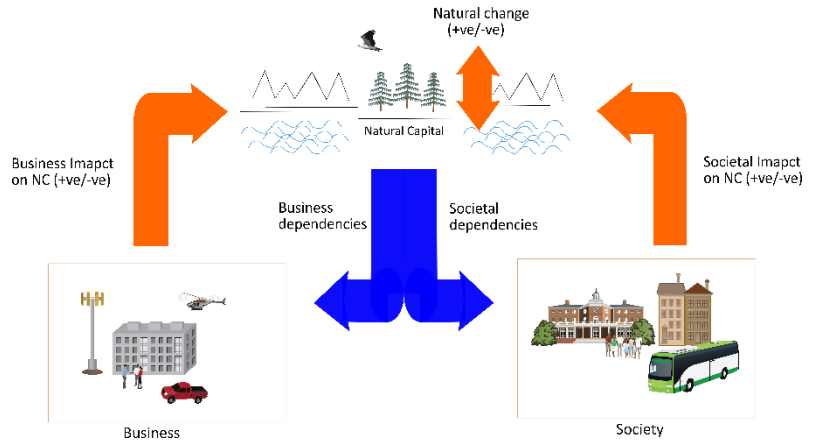 Natural change
(+ve/-ve)
Natural Capital
Business Imapct
on NC (+ve/-ve)
Societal Imapct
on NC (+ve/-ve)
Business
dependencies
Societal
dependencies
Business
Society